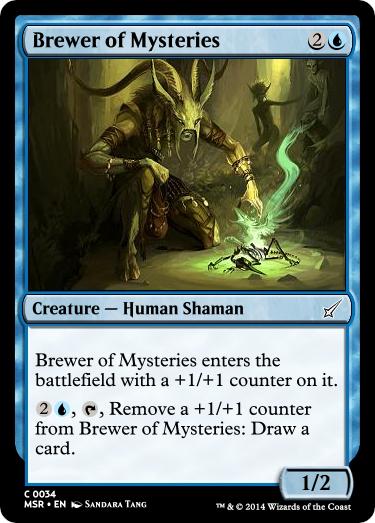 Brewer of Mysteries 2
Creature — Human Shaman
Brewer of Mysteries enters the
battlefield with a +1/+1 counter on it.
2 , , Remove a +1/+1 counter
from Brewer of Mysteries: Draw a
card.
1/2
C 0034
MSR • EN SANDARA TANG
™ & © 2014 Wizards of the Coast